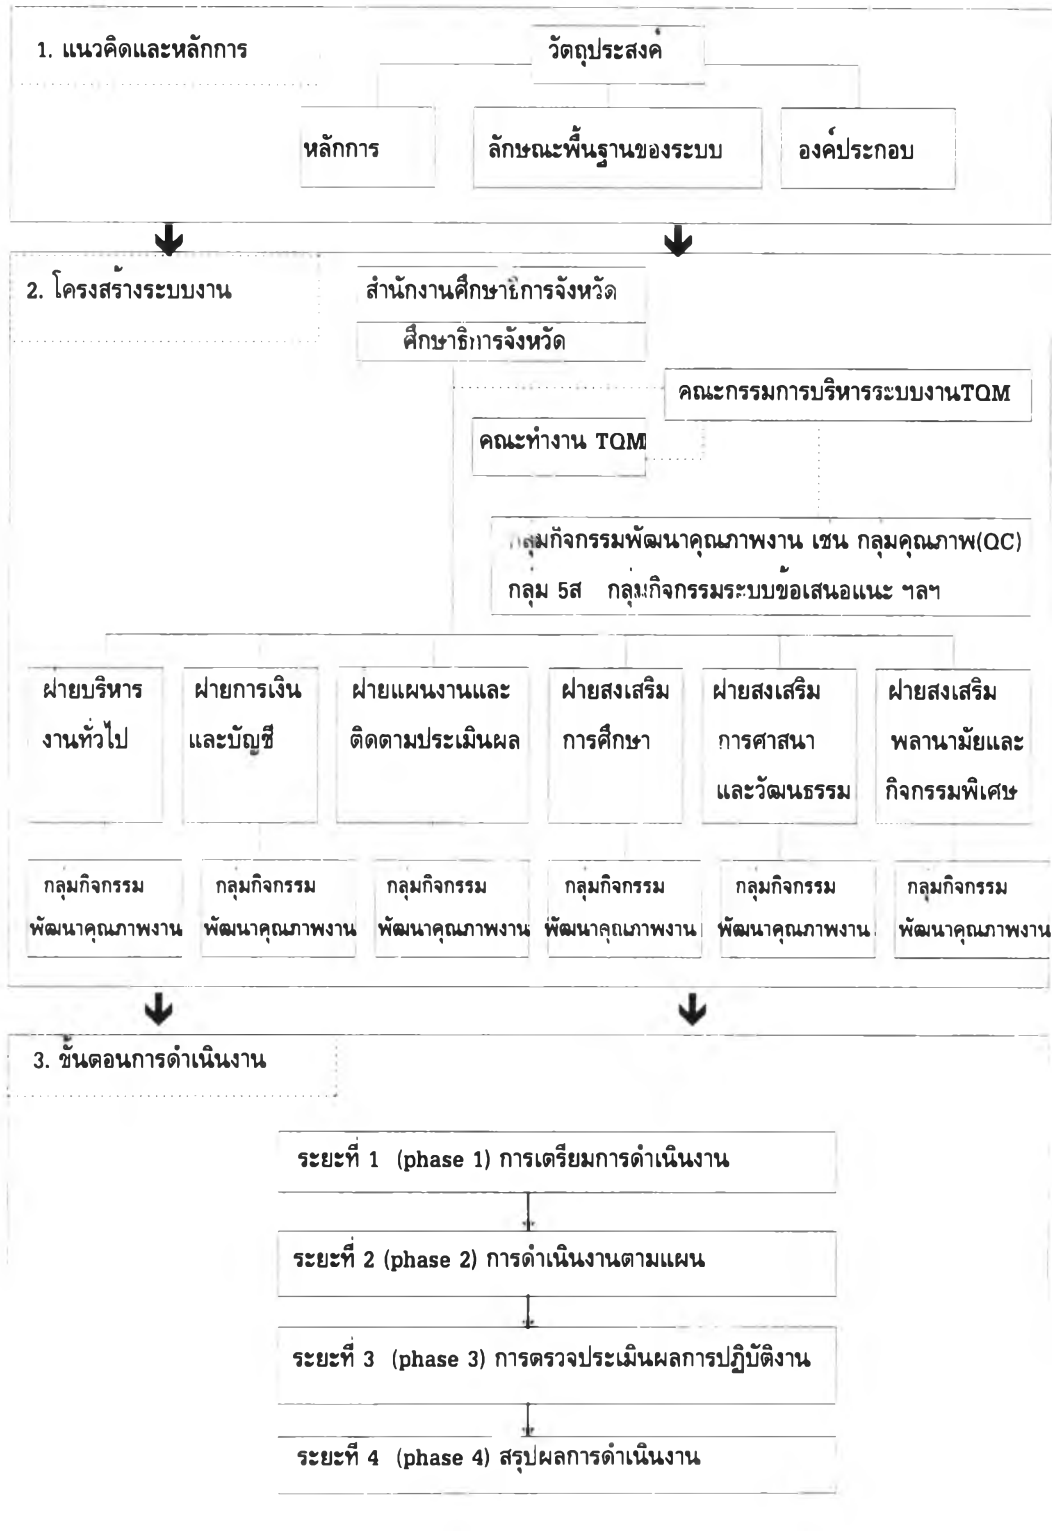 1. แนวคิดและหลักการ
วัตถุประสงค์
หลักการ
ลักษณะพื้นฐานของระบบ
องค์ประกอบ
2. โครงสร้างระบบงาน
สำนักงานศึกษาธิการจังหวัด
ศึกษาธิการจังหวัด
คณะกรรมการบริหารระบบงานTQM
คณะทำงาน TQM
กลุ่มกิจกรรมพัฒนาคุณภาพงาน เช่น กลุ่มคุณภาพ(QC)
กลุ่ม 5ส กลุ่มกิจกรรมระบบข้อเสนอแนะ ฯลฯ
ฝ่ายบริหาร
งานทั่วไป
ฝ่ายการเงิน
และบัญชี
ฝ่ายแผนงานและ
ติดตามประเมินผล
ฝ่ายส่งเสริม
การศึกษา
ฝ่ายส่งเสริม
การศาสนา
และวัฒนธรรม
ฝ่ายส่งเสริม
พลานามัยและ
กิจกรรมพิเศษ
กลุ่มกิจกรรม
พัฒนาคุณภาพงาน
กลุ่มกิจกรรม
พัฒนาคุณภาพงาน
กลุ่มกิจกรรม
พัฒนาคุณภาพงาน
กลุ่มกิจกรรม
พัฒนาคุณภาพงาน
กลุ่มกิจกรรม
พัฒนาคุณภาพงาน
กลุ่มกิจกรรม
พัฒนาคุณภาพงาน
3. ขั้นตอนการดำเนินงาน
ระยะที่ 1 (phase 1) การเตรียมการดำเนินงาน
ระยะที่ 2 (phase 2) การดำเนินงานตามแผน
ระยะที่ 3 (phase 3) การตรวจประเมินผลการปฏิบัติงาน
ระยะที่ 4 (phase 4) สรุปผลการดำเนินงาน